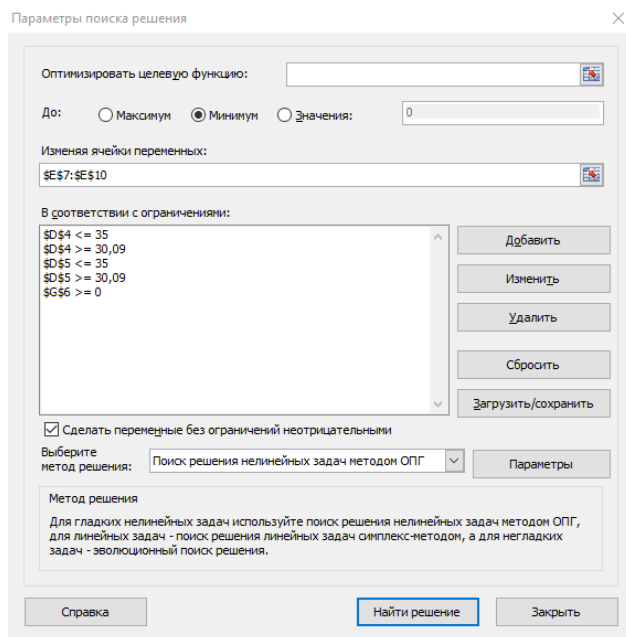 Параметры поиска решения
Оптимизировать целевую функцию:
До:
Максимум
Минимум
Значения:
0
Изменяя ячейки переменных:
$E$7:$E$10
В соответствии с ограничениями:
$D$4 <= 35
$D$4 >= 30,09
$D$5 <= 35
$D$5 >= 30,09
$G$6 >= 0
Добавить
Изменить
Удалить
Сбросить
Загрузить/сохранить
Сделать переменные без ограничений неотрицательными
Выберите
метод решения:
Поиск решения нелинейных задач методом ОПГ
Параметры
Метод решения
Для гладких нелинейных задач используйте поиск решения нелинейных задач методом ОПГ,
для линейных задач - поиск решения линейных задач симплекс-методом, а для негладких
задач - эволюционный поиск решения.
Справка
Найти решение
Закрыть